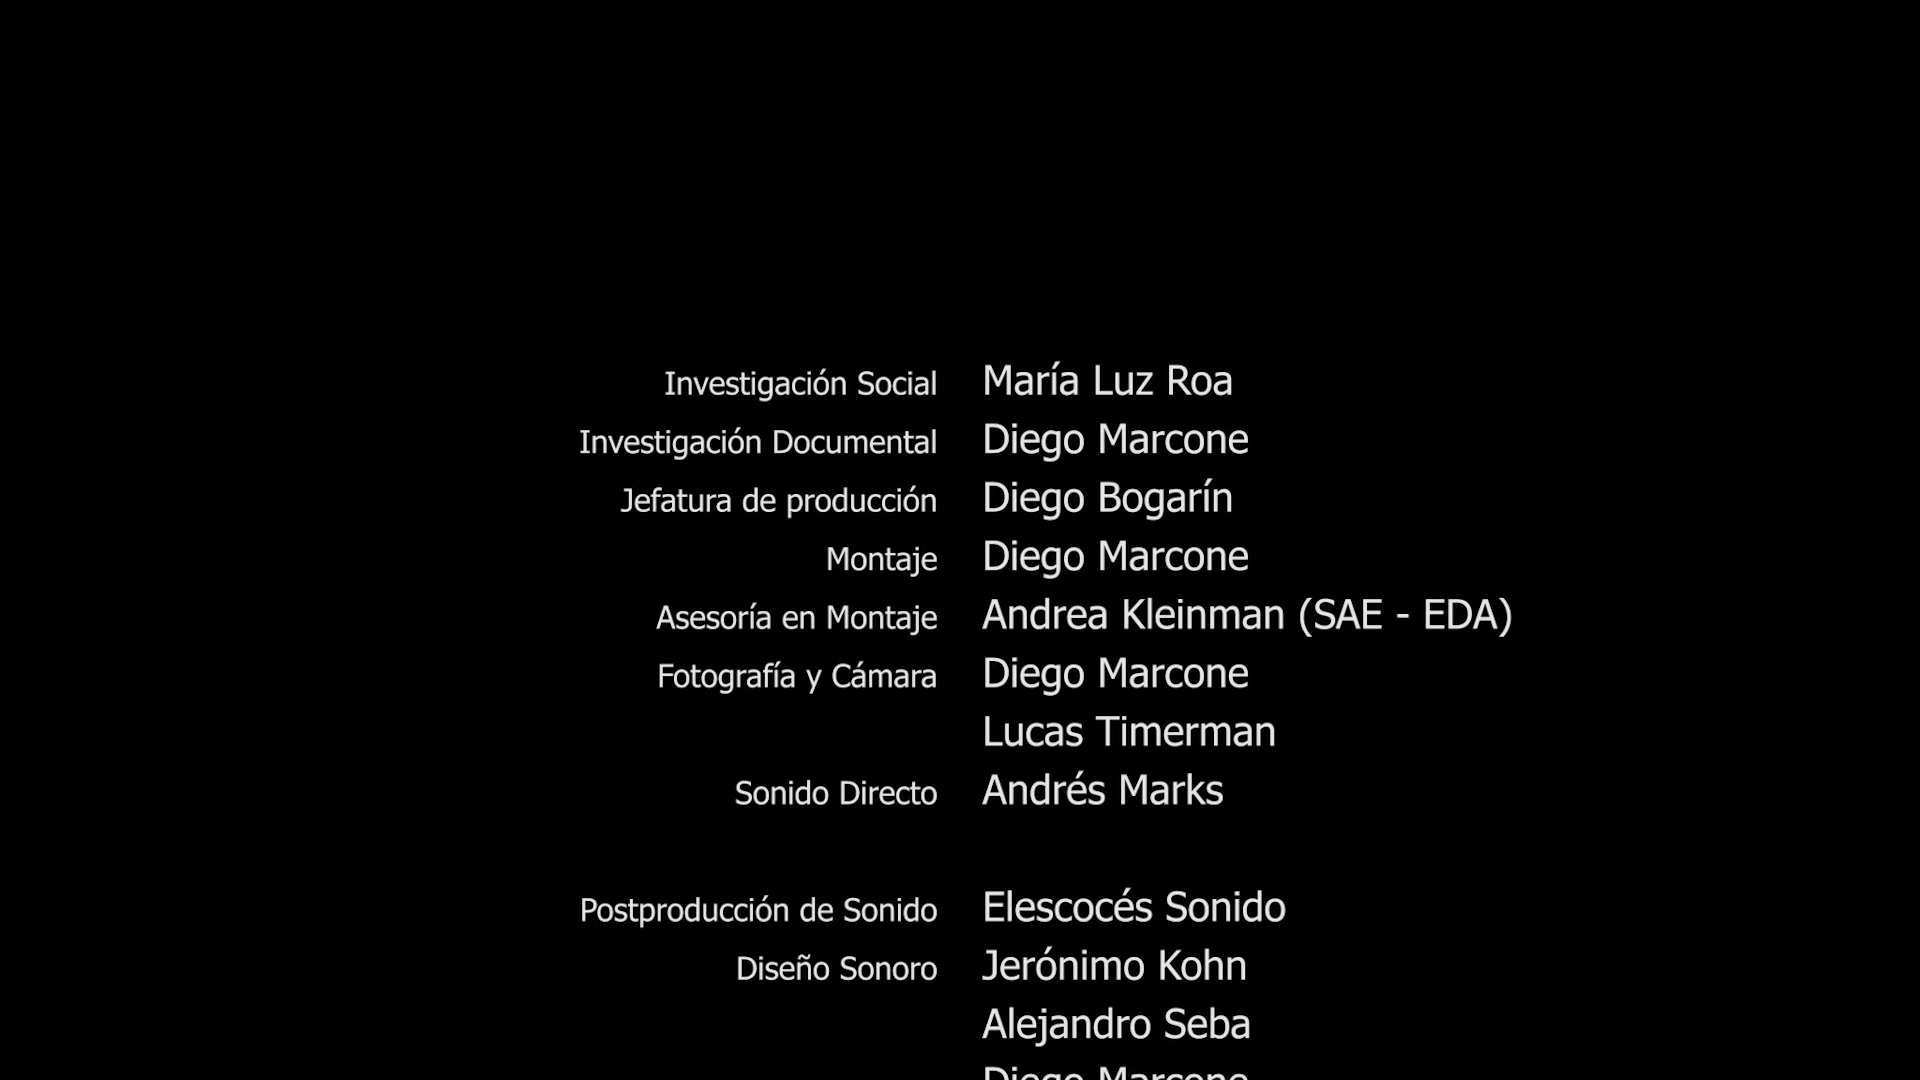 Investigación Social María Luz Roa
Investigación Documental Diego Marcone
Jefatura de producción Diego Bogarín
Montaje Diego Marcone
Asesoría en Montaje Andrea Kleinman (SAE - EDA)
Fotografía y Cámara Diego Marcone
Lucas Timerman
Sonido Directo Andrés Marks
Postproducción de Sonido Elescocés Sonido
Diseño Sonoro Jerónimo Kohn
Alejandro Seba
Diego Marcone